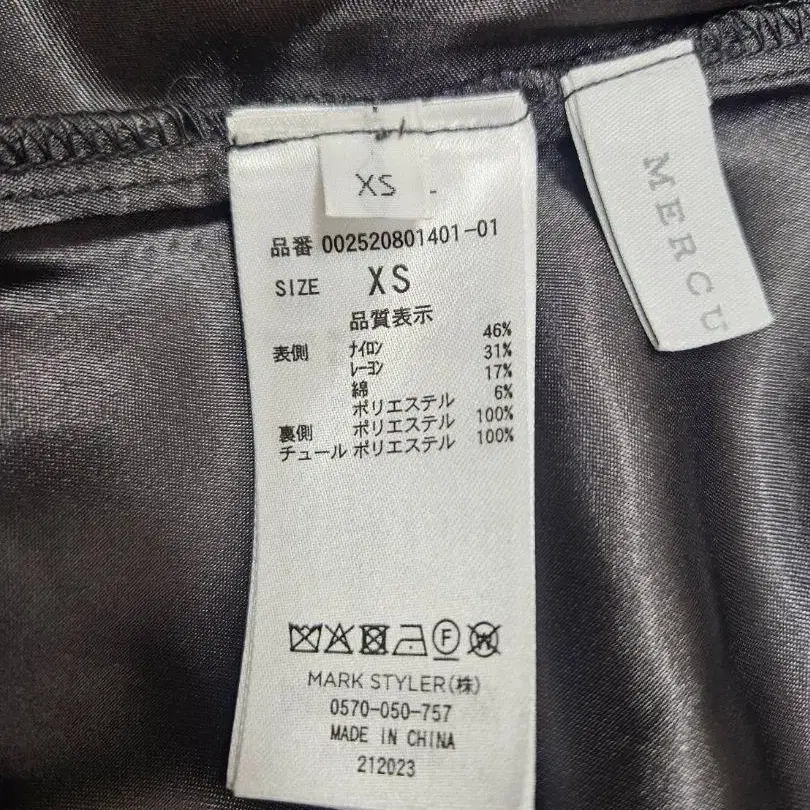 XS
品番 002520801401-01
SIZE XS
品質表示
表側 ナイロン 46%
レーヨン 31%
綿 17%
ポリエステル 6%
裏側 ポリエステル 100%
チュール ポリエステル 100%
F
W
MARK STYLER(株)
0570-050-757
MADE IN CHINA
212023
MERCU